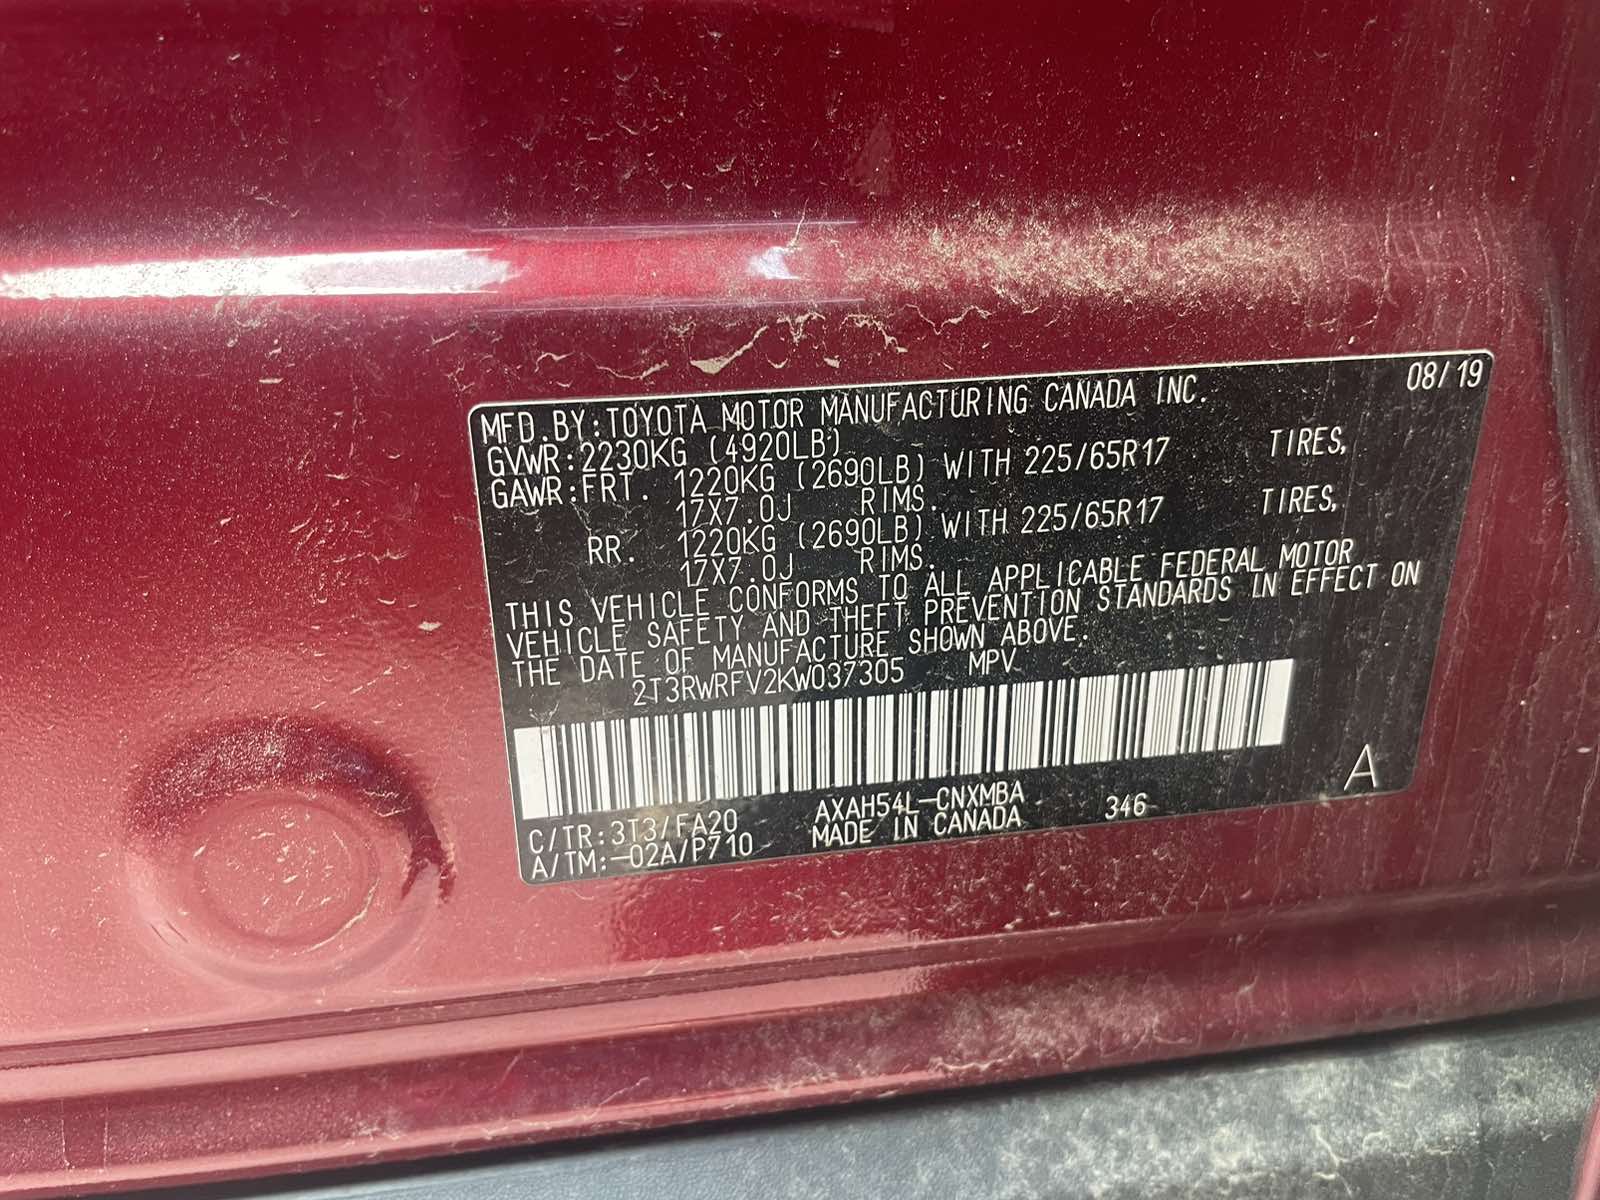 08/19
MFD.BY:TOYOTA MOTOR MANUFACTURING CANADA INC.
GVWR:2230KG (4920LB)
GAWR:FRT. 1220KG (2690LB) WITH 225/65R17 TIRES,
17X7.0J RIMS.
RR. 1220KG (2690LB) WITH 225/65R17 TIRES,
17X7.0J RIMS.
THIS VEHICLE CONFORMS TO ALL APPLICABLE FEDERAL MOTOR
VEHICLE SAFETY AND THEFT PREVENTION STANDARDS IN EFFECT ON
THE DATE OF MANUFACTURE SHOWN ABOVE.
2T3RWRFV2KW037305 MPV
C/TR:3T3/FA20 AXAH54L-CNXMBA 346 A
A/TM:-02A/P710 MADE IN CANADA